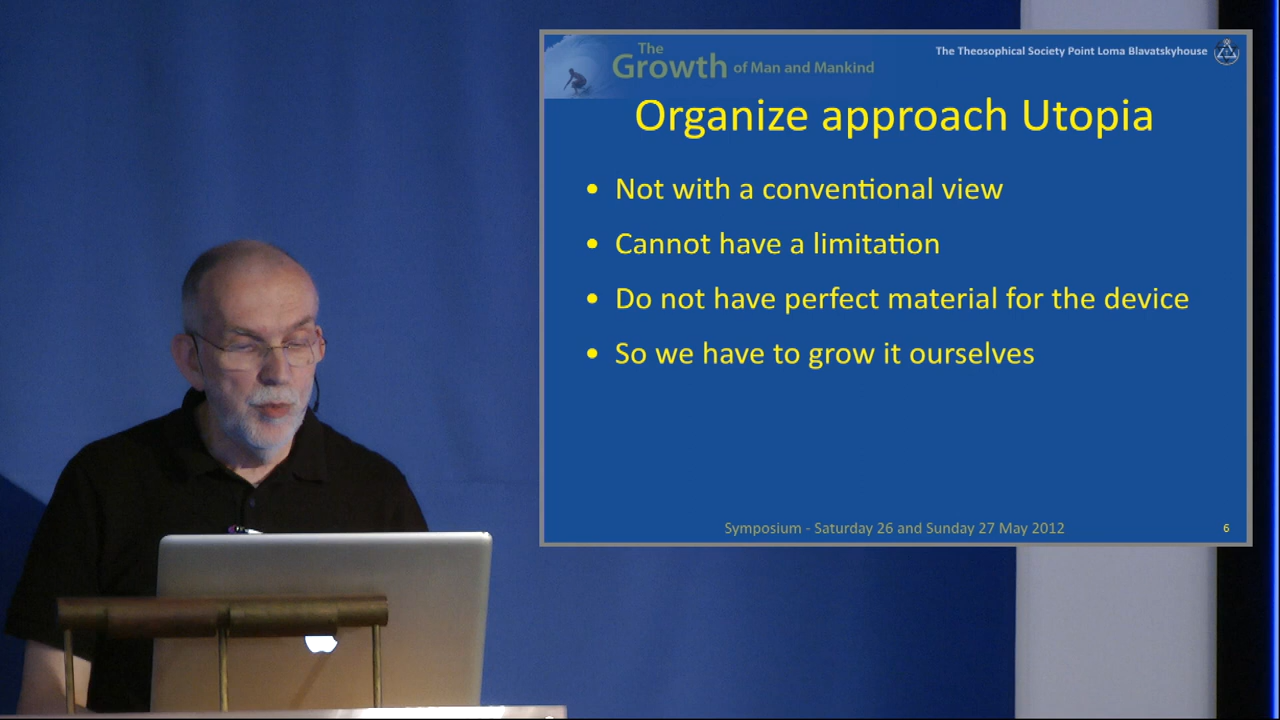 The
Growth of Man and Mankind
The Theosophical Society Point Loma Blavatskyhouse
Organize approach Utopia
• Not with a conventional view
• Cannot have a limitation
• Do not have perfect material for the device
• So we have to grow it ourselves
Symposium - Saturday 26 and Sunday 27 May 2012
6